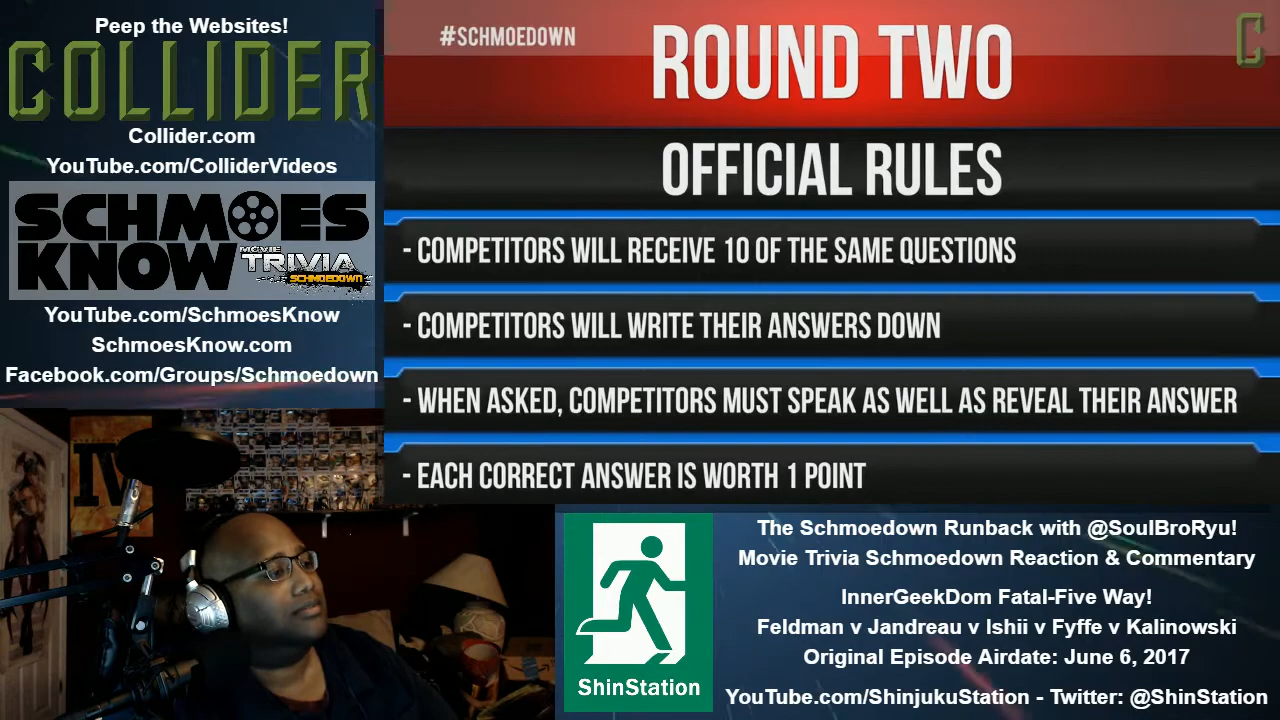 Peep the Websites!
COLLIDER
Collider.com
YouTube.com/ColliderVideos
SCHMOES
KNOW
MOVIE
TRIVIA
SCHMOEDOWN
YouTube.com/SchmoesKnow
SchmoesKnow.com
Facebook.com/Groups/Schmoedown
#SCHMOEDOWN
C
ROUND TWO
OFFICIAL RULES
- COMPETITORS WILL RECEIVE 10 OF THE SAME QUESTIONS
- COMPETITORS WILL WRITE THEIR ANSWERS DOWN
- WHEN ASKED, COMPETITORS MUST SPEAK AS WELL AS REVEAL THEIR ANSWER
- EACH CORRECT ANSWER IS WORTH 1 POINT
IV
ShinStation
The Schmoedown Runback with @SoulBroRyu!
Movie Trivia Schmoedown Reaction & Commentary
InnerGeekDom Fatal-Five Way!
Feldman v Jandreau v Ishii v Fyffe v Kalinowski
Original Episode Airdate: June 6, 2017
YouTube.com/ShinjukuStation - Twitter: @ShinStation